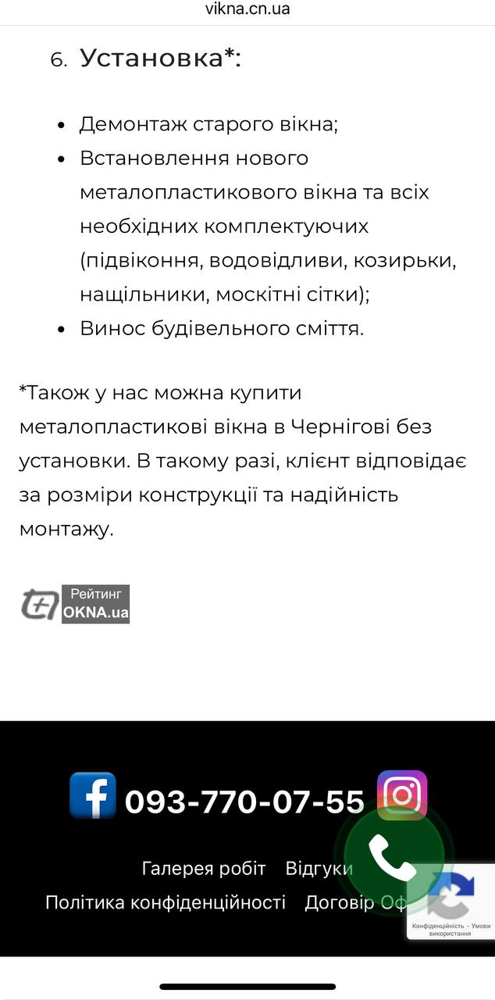 vikna.cn.ua
6. Установка*:
• Демонтаж старого вікна;
• Встановлення нового
металопластикового вікна та всіх
необхідних комплектуючих
(підвіконня, водовідливи, козирьки,
нащільники, москітні сітки);
• Винос будівельного сміття.
*Також у нас можна купити
металопластикові вікна в Чернігові без
установки. В такому разі, клієнт відповідає
за розміри конструкції та надійність
монтажу.
Рейтинг
OKNA.ua
093-770-07-55
Галерея робіт Відгуки
Політика конфіденційності Договір Оф
Конфіденційність - Умови
використання